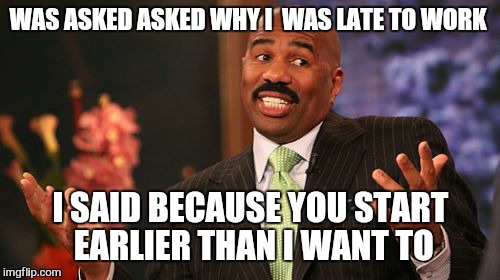 WAS ASKED ASKED WHY I WAS LATE TO WORK
I SAID BECAUSE YOU START
EARLIER THAN I WANT TO
imgflip.com